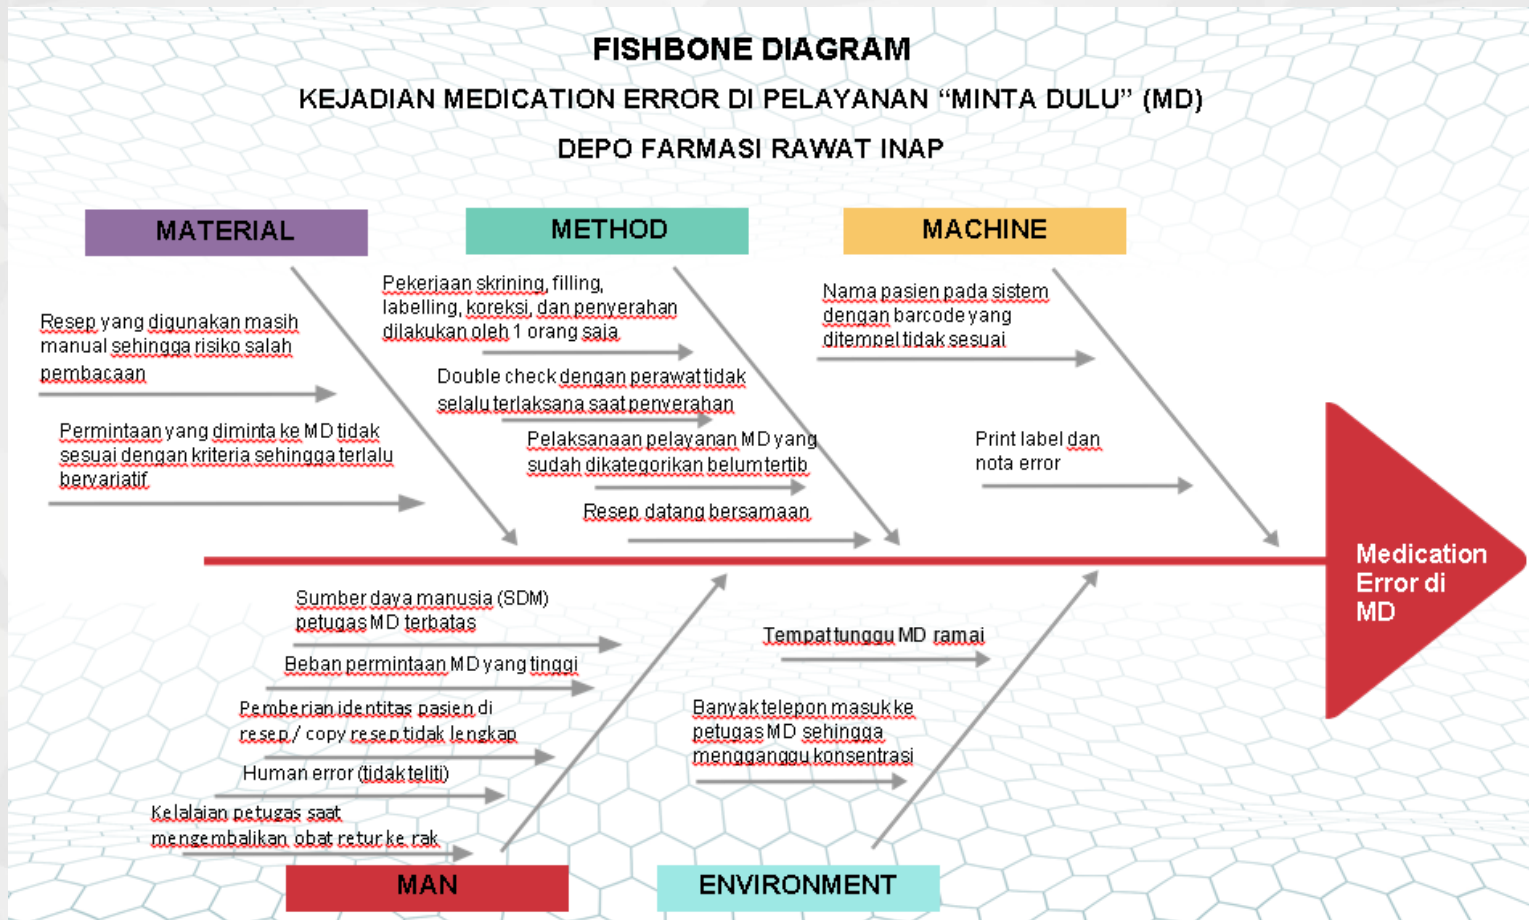 FISHBONE DIAGRAM
KEJADIAN MEDICATION ERROR DI PELAYANAN “MINTA DULU” (MD)
DEPO FARMASI RAWAT INAP
MATERIAL
METHOD
MACHINE
Resep yang digunakan masih
manual sehingga risiko salah
pembacaan
Permintaan yang diminta ke MD tidak
sesuai dengan kriteria sehingga terlalu
bervariatif
Pekerjaan skrining, filling,
labelling, koreksi, dan penyerahan
dilakukan oleh 1 orang saja
Double check dengan perawat tidak
selalu terlaksana saat penyerahan
Pelaksanaan pelayanan MD yang
sudah dikategorikan belum tertib
Resep datang bersamaan
Nama pasien pada sistem
dengan barcode yang
ditempel tidak sesuai
Print label dan
nota error
Medication
Error di
MD
Sumber daya manusia (SDM)
petugas MD terbatas
Beban permintaan MD yang tinggi
Pemberian identitas pasien di
resep / copy resep tidak lengkap
Human error (tidak teliti)
Kelalaian petugas saat
mengembalikan obat retur ke rak
Tempat tunggu MD ramai
Banyak telepon masuk ke
petugas MD sehingga
mengganggu konsentrasi
MAN
ENVIRONMENT